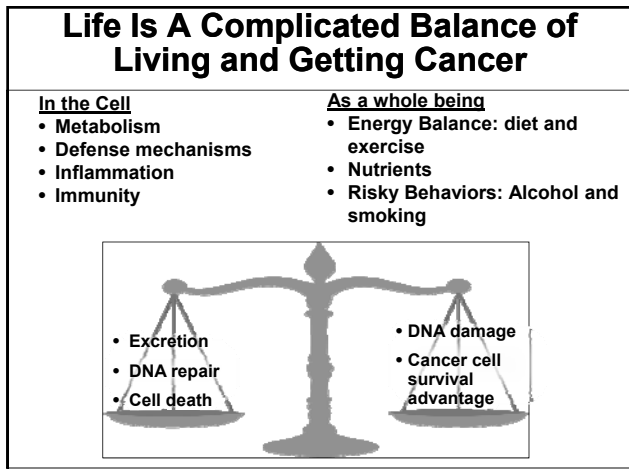 Life Is A Complicated Balance of
Living and Getting Cancer
In the Cell
• Metabolism
• Defense mechanisms
• Inflammation
• Immunity
As a whole being
• Energy Balance: diet and
exercise
• Nutrients
• Risky Behaviors: Alcohol and
smoking
• Excretion
• DNA repair
• Cell death
• DNA damage
• Cancer cell
survival
advantage